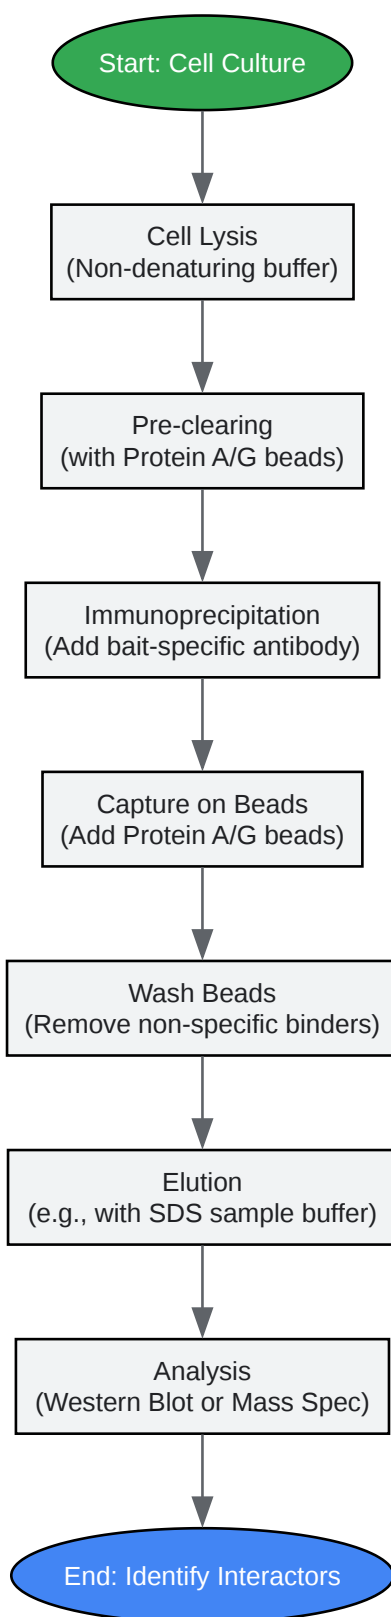 Start: Cell Culture
Cell Lysis
(Non-denaturing buffer)
Pre-clearing
(with Protein A/G beads)
Immunoprecipitation
(Add bait-specific antibody)
Capture on Beads
(Add Protein A/G beads)
Wash Beads
(Remove non-specific binders)
Elution
(e.g., with SDS sample buffer)
Analysis
(Western Blot or Mass Spec)
End: Identify Interactors